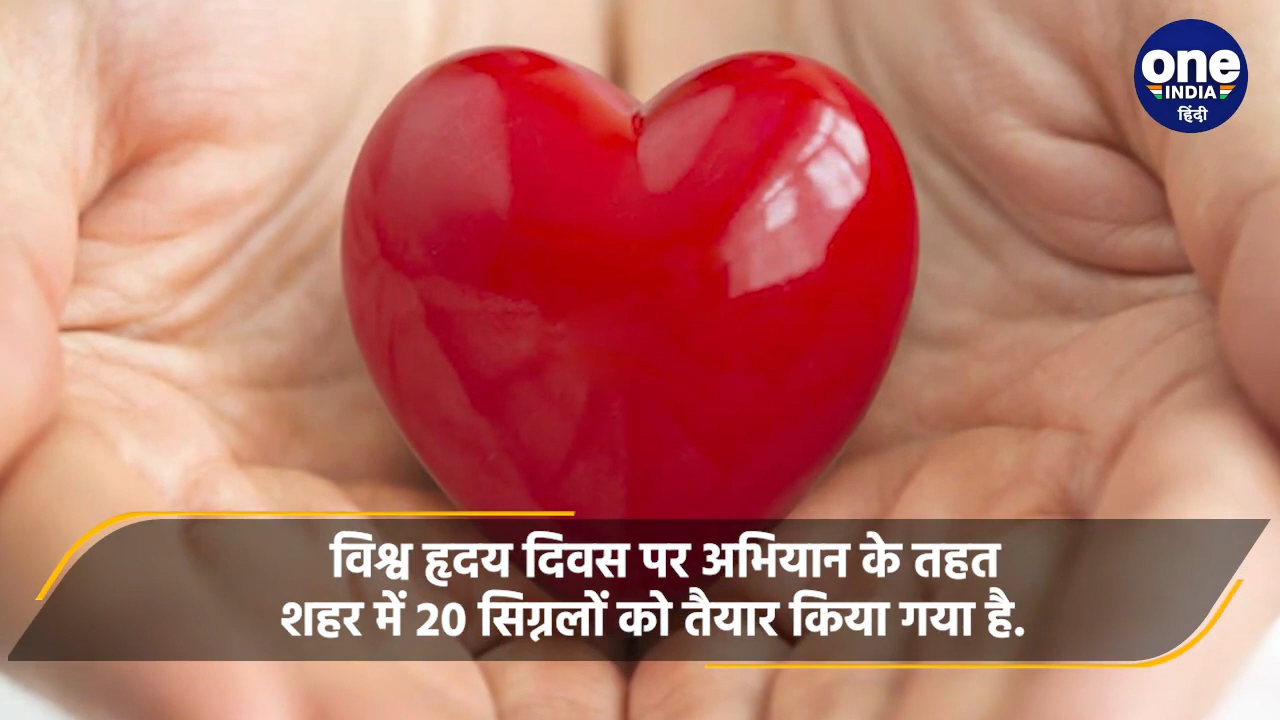 one
INDIA
हिंदी
विश्व हृदय दिवस पर अभियान के तहत
शहर में 20 सिग्नलों को तैयार किया गया है.